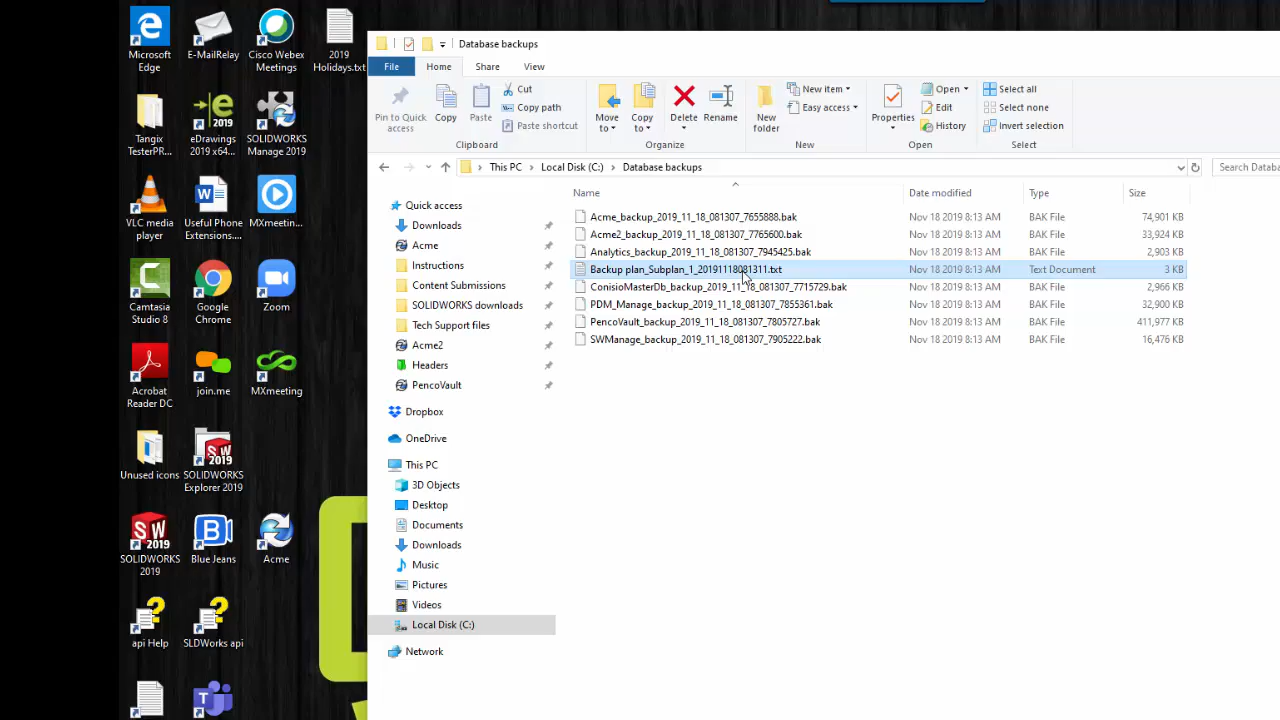 Microsoft Edge
E-MailRelay
Cisco Webex Meetings
2019 Holidays.txt
Tangix TesterPR...
eDrawings 2019 x64...
SOLIDWORKS Manage 2019
VLC media player
Useful Phone Extensions....
MXmeetin...
Camtasia Studio 8
Google Chrome
Zoom
Acrobat Reader DC
join.me
MXmeeting
Unused icons
SOLIDWORKS Explorer 2019
SOLIDWORKS 2019
Blue Jeans
Acme
api Help
SLDWorks api
Database backups
File Home Share View
Pin to Quick access
Copy
Paste
Cut
Copy path
Paste shortcut
Clipboard
Move to
Copy to
Delete
Rename
Organize
New folder
New item
Easy access
New
Properties
Open
Edit
History
Open
Select all
Select none
Invert selection
Select
This PC Local Disk (C:) Database backups
Search Databa
Quick access
Downloads
Acme
Instructions
Content Submissions
SOLIDWORKS downloads
Tech Support files
Acme2
Headers
PencoVault
Dropbox
OneDrive
This PC
3D Objects
Desktop
Documents
Downloads
Music
Pictures
Videos
Local Disk (C:)
Network
Name Date modified Type Size
Acme_backup_2019_11_18_081307_7655888.bak Nov 18 2019 8:13 AM BAK File 74,901 KB
Acme2_backup_2019_11_18_081307_7765600.bak Nov 18 2019 8:13 AM BAK File 33,924 KB
Analytics_backup_2019_11_18_081307_7945425.bak Nov 18 2019 8:13 AM BAK File 2,903 KB
Backup plan_Subplan_1_20191118081311.txt Nov 18 2019 8:13 AM Text Document 3 KB
ConisioMasterDb_backup_2019_11_18_081307_7715729.bak Nov 18 2019 8:13 AM BAK File 2,966 KB
PDM_Manage_backup_2019_11_18_081307_7855361.bak Nov 18 2019 8:13 AM BAK File 32,900 KB
PencoVault_backup_2019_11_18_081307_7805727.bak Nov 18 2019 8:13 AM BAK File 411,977 KB
SWManage_backup_2019_11_18_081307_7905222.bak Nov 18 2019 8:13 AM BAK File 16,476 KB